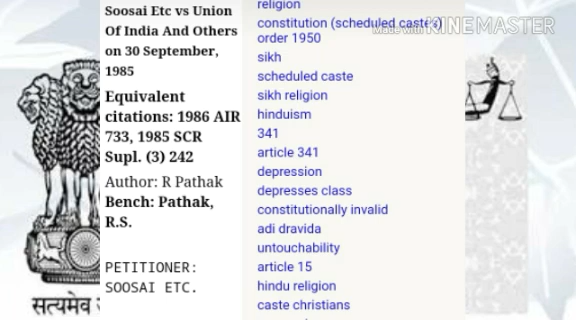 Soosai Etc vs Union
Of India And Others
on 30 September,
1985
Equivalent
citations: 1986 AIR
733, 1985 SCR
Supl. (3) 242
Author: R Pathak
Bench: Pathak,
R.S.
PETITIONER:
SOOSAI ETC.
religion
constitution (scheduled castes)
order 1950
sikh
scheduled caste
sikh religion
hinduism
341
article 341
depression
depresses class
constitutionally invalid
adi dravida
untouchability
article 15
hindu religion
caste christians
Made with KINEMASTER
सत्यमेव